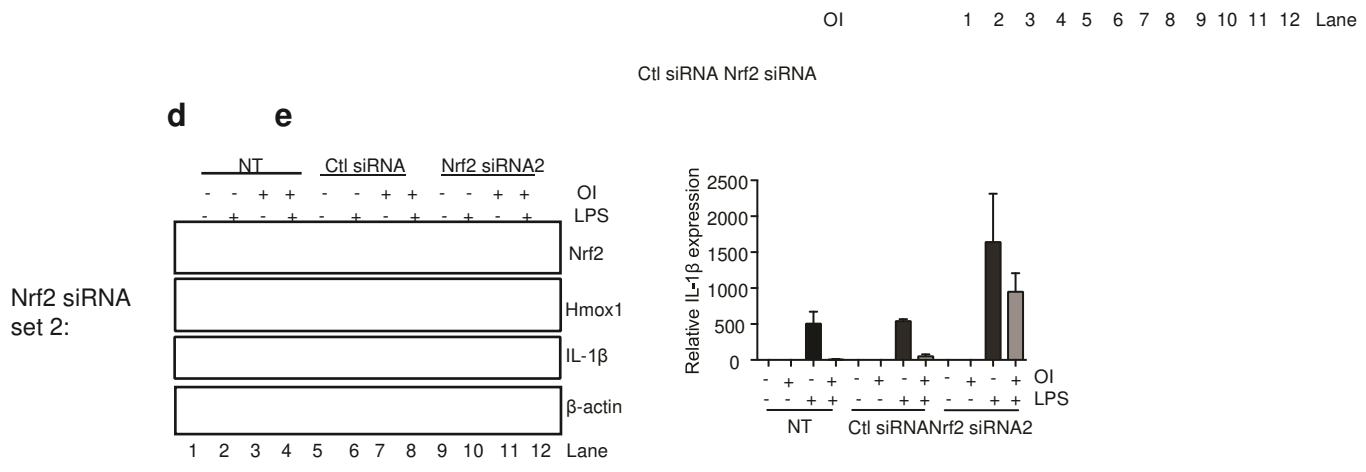 OI 1 2 3 4 5 6 7 8 9 10 11 12 Lane
Ctl siRNA Nrf2 siRNA
d e
NT Ctl siRNA Nrf2 siRNA2
- - + + - - + + - - + + OI
- + - + - + - + - + - + LPS
Nrf2
Hmox1
IL-1β
β-actin
1 2 3 4 5 6 7 8 9 10 11 12 Lane
Nrf2 siRNA
set 2:
Relative IL-1β expression
2500
2000
1500
1000
500
0
- + - + - + - + - + - + OI
- - + + - - + + - - + + LPS
NT Ctl siRNA Nrf2 siRNA2